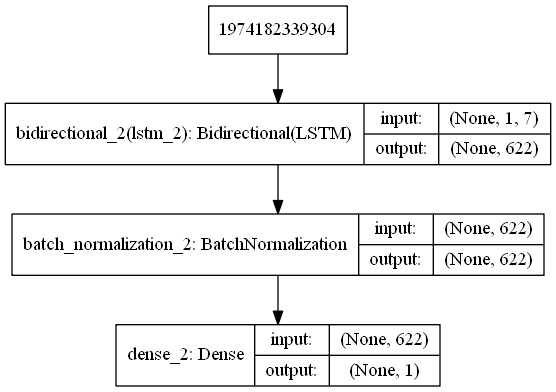 1974182339304
bidirectional_2(lstm_2): Bidirectional(LSTM)
input: (None, 1, 7)
output: (None, 622)
batch_normalization_2: BatchNormalization
input: (None, 622)
output: (None, 622)
dense_2: Dense
input: (None, 622)
output: (None, 1)